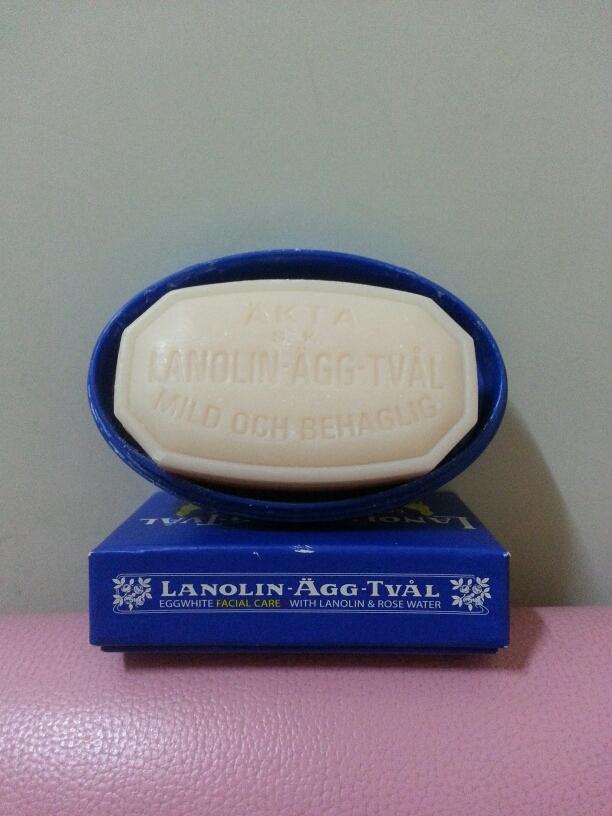 ÄKTA
LANOLIN-ÄGG-TVÅL
MILD OCH BEHAGLIG
LANOLIN-ÄGG-TVÅL
EGGWHITE FACIAL CARE WITH LANOLIN & ROSE WATER